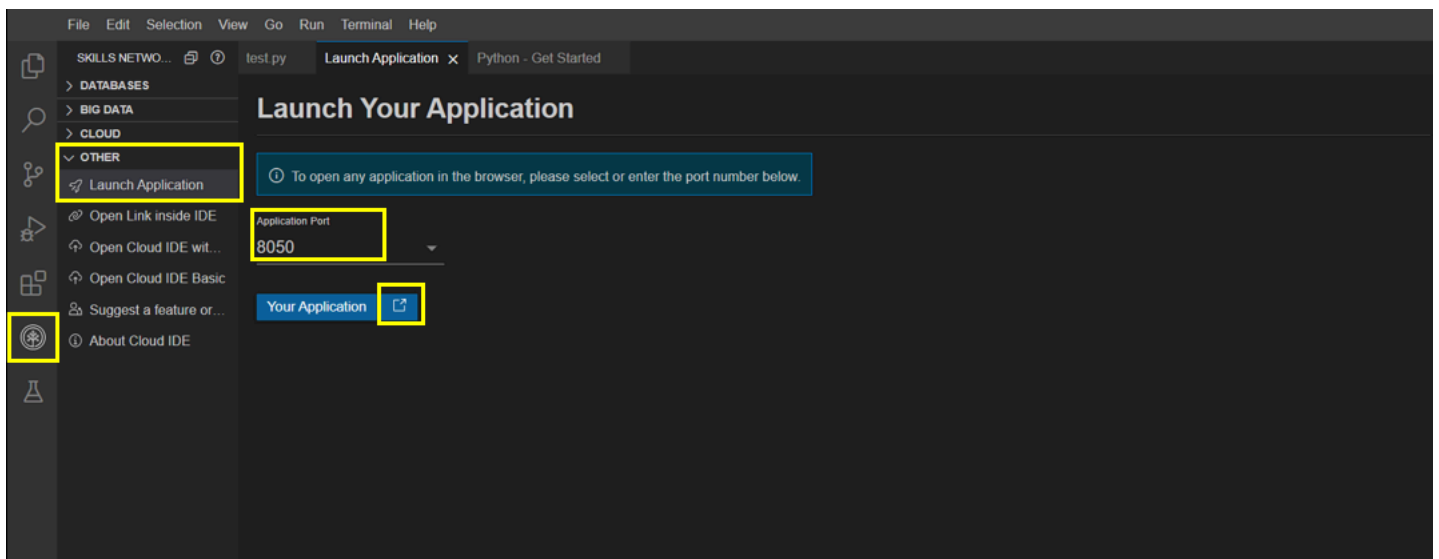 File Edit Selection View Go Run Terminal Help
SKILLS NETWO...
test.py Launch Application Python - Get Started
DATABASES
BIG DATA
CLOUD
OTHER
Launch Application
Open Link inside IDE
Open Cloud IDE wit...
Open Cloud IDE Basic
Suggest a feature or...
About Cloud IDE
Launch Your Application
To open any application in the browser, please select or enter the port number below.
Application Port
8050
Your Application